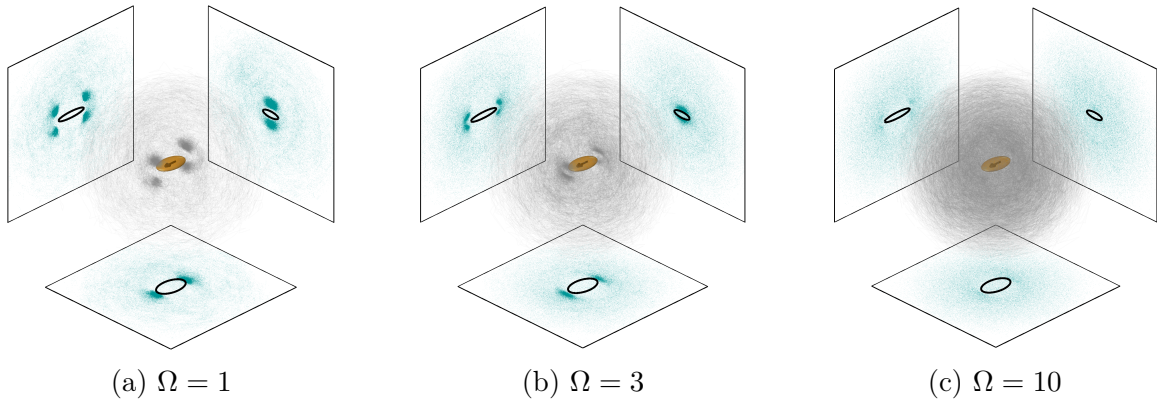 (a) Ω = 1
(b) Ω = 3
(c) Ω = 10